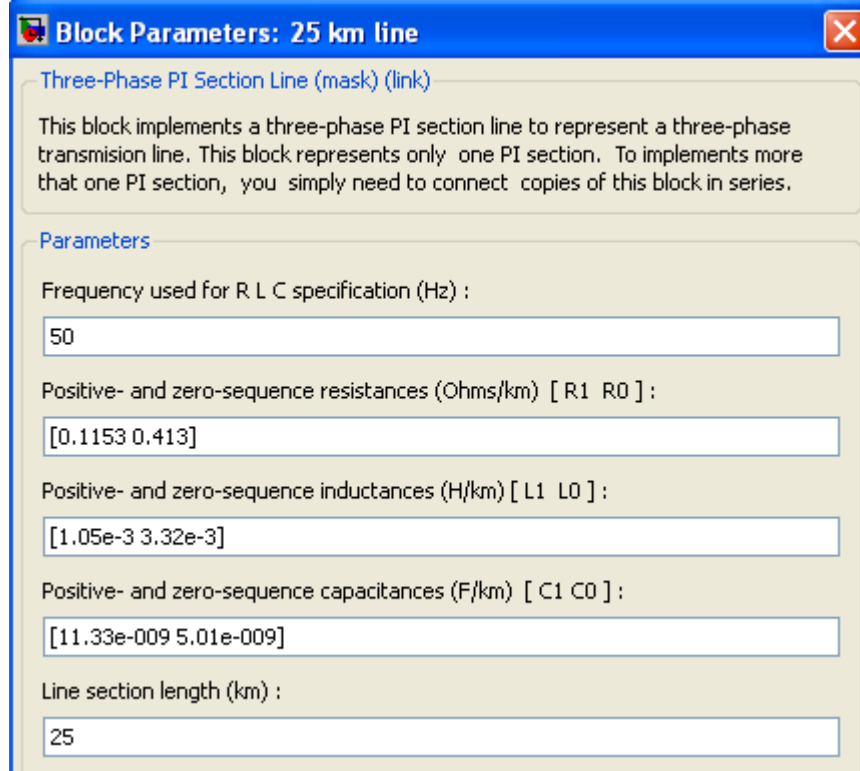 Block Parameters: 25 km line
Three-Phase PI Section Line (mask) (link)
This block implements a three-phase PI section line to represent a three-phase
transmision line. This block represents only one PI section. To implements more
that one PI section, you simply need to connect copies of this block in series.
Parameters
Frequency used for R L C specification (Hz) :
50
Positive- and zero-sequence resistances (Ohms/km) [ R1 R0 ] :
[0.1153 0.413]
Positive- and zero-sequence inductances (H/km) [ L1 L0 ] :
[1.05e-3 3.32e-3]
Positive- and zero-sequence capacitances (F/km) [ C1 C0 ] :
[11.33e-009 5.01e-009]
Line section length (km) :
25